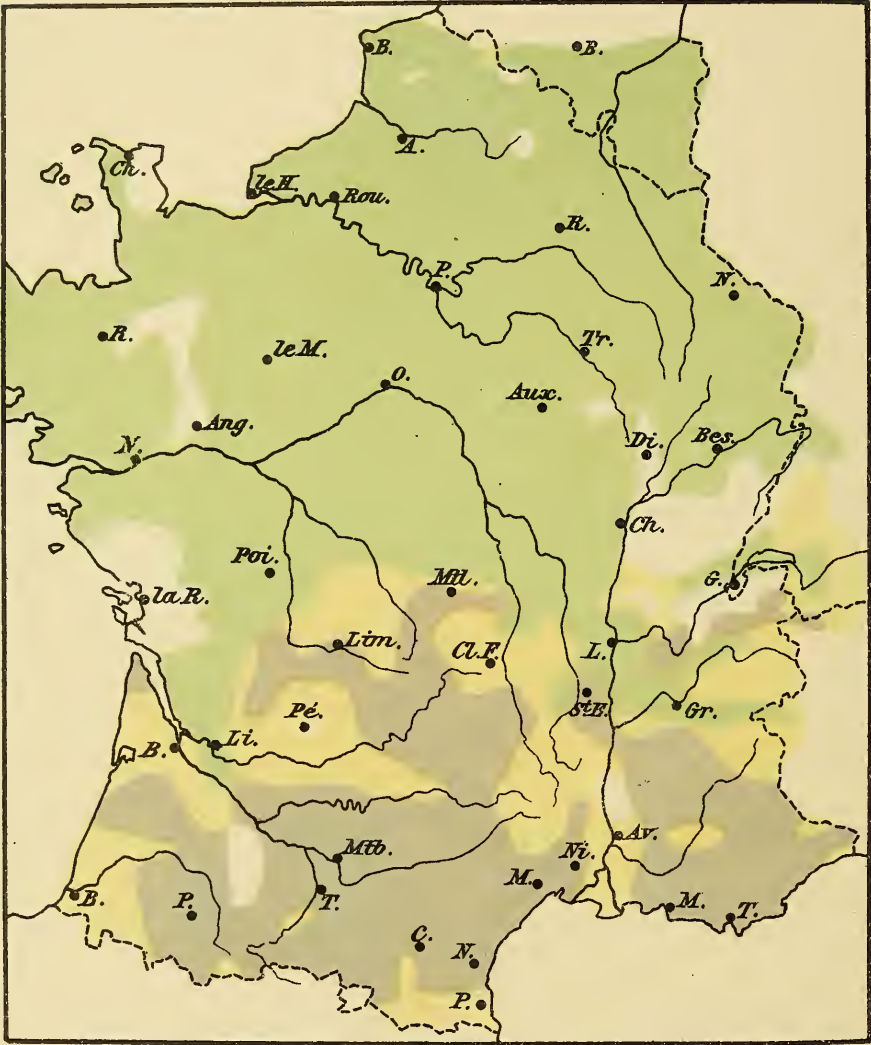 B.
B.
A.
Ch.
le H.
Rou.
R.
P.
N.
R.
le M.
Tr.
O.
Aux.
Ang.
Di.
Bes.
N.
Ch.
Poi.
Mtl.
G.
la R.
Lim.
Cl.F.
L.
Pé.
St E.
Gr.
Li.
B.
Av.
Mtb.
Ni.
M.
B.
P.
T.
M.
T.
C.
N.
P.